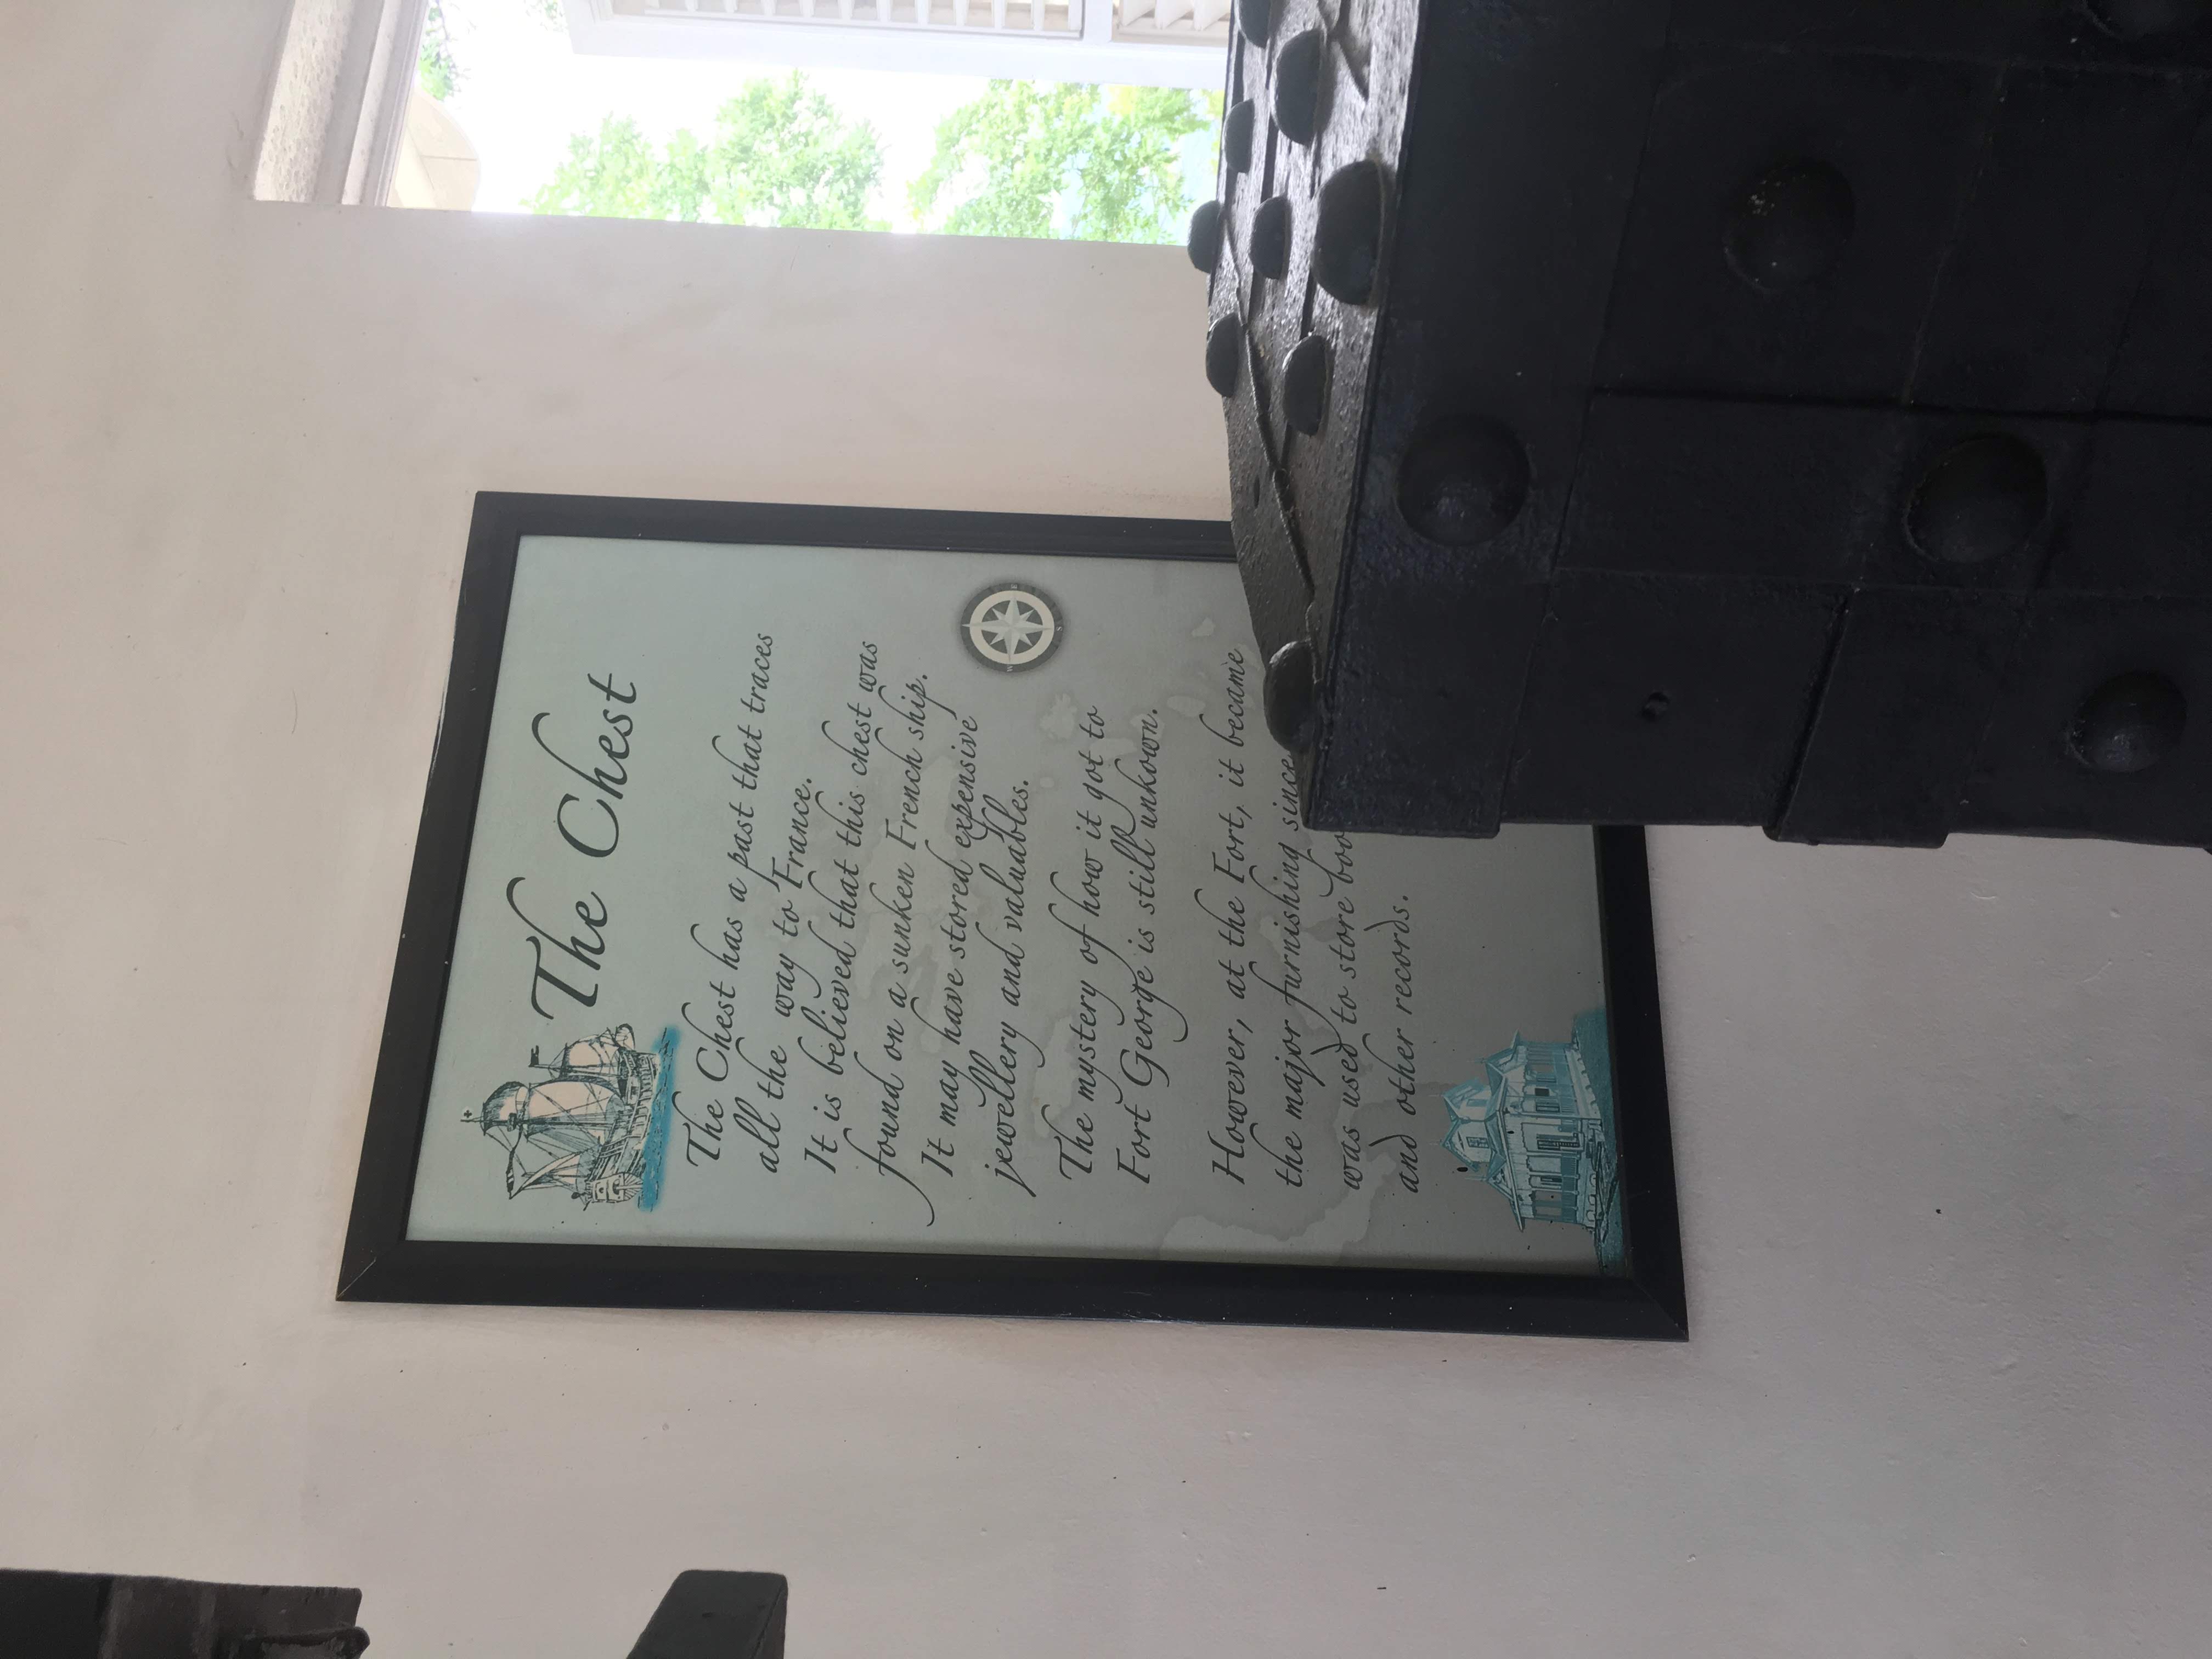 The Chest
The Chest has a past that traces
all the way to France.
It is believed that this chest was
found on a sunken French ship.
It may have stored expensive
jewellery and valuables.
The mystery of how it got to
Fort George is still unkown.
However, at the Fort, it became
the major furnishing since
was used to store
and other records.